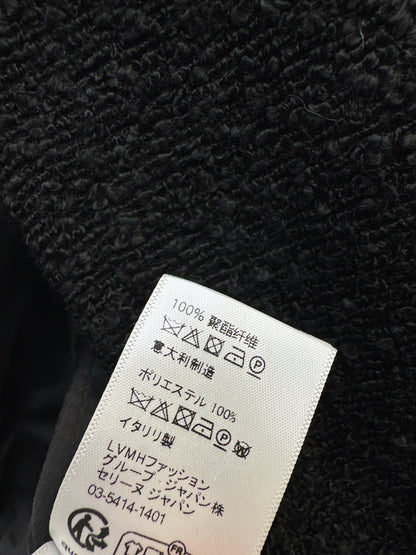 100% 聚酯纤维
意大利制造
ポリエステル 100%
イタリリ製
LVMHファッション
グループ・ジャパン株
セリーヌ ジャパン
03-5414-1401
FR